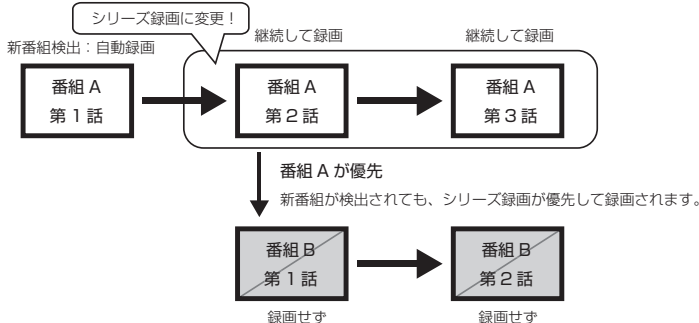 シリーズ録画に変更！
新番組検出：自動録画
継続して録画
継続して録画
番組 A
第 1 話
番組 A
第 2 話
番組 A
第 3 話
番組 A が優先
新番組が検出されても、シリーズ録画が優先して録画されます。
番組 B
第 1 話
番組 B
第 2 話
録画せず
録画せず